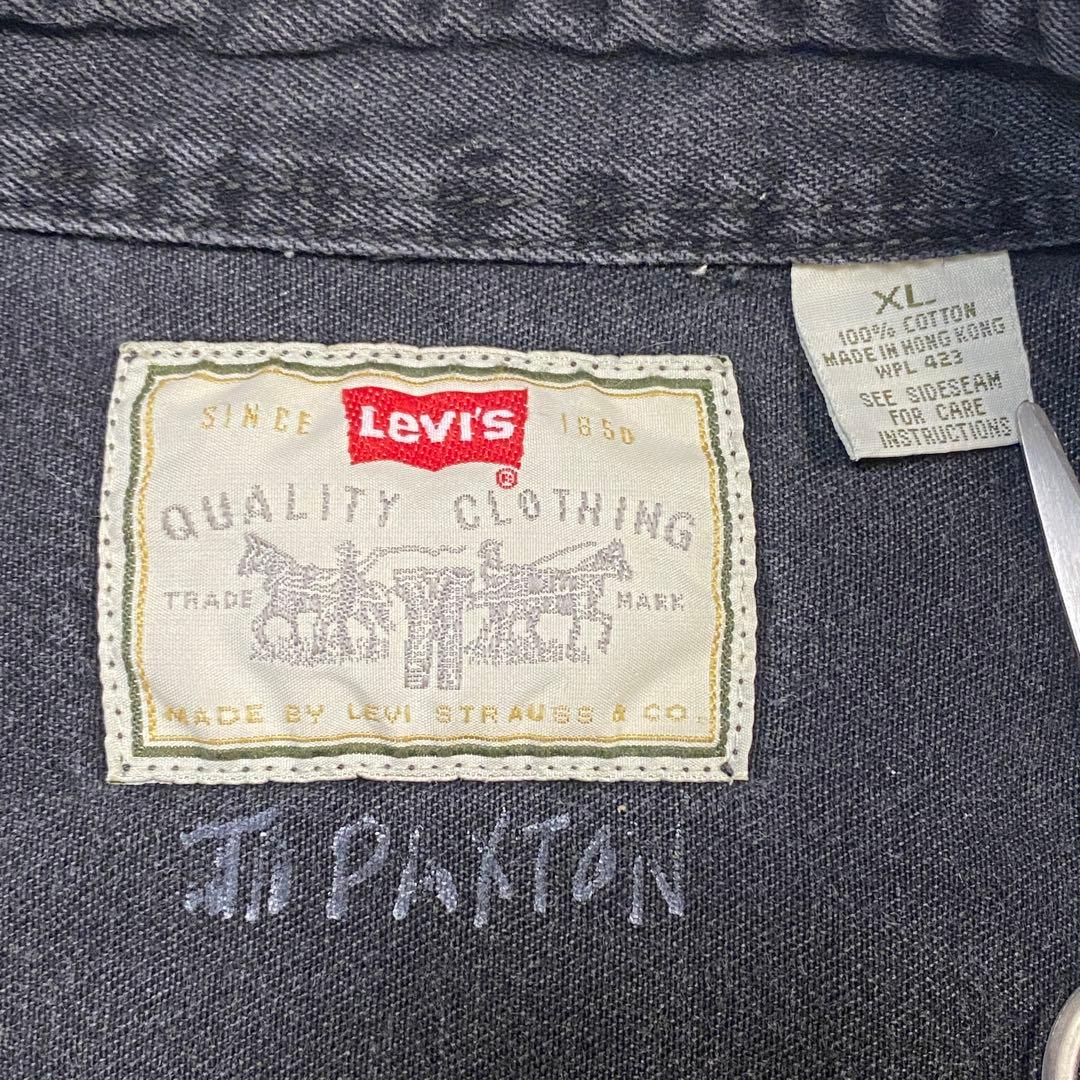 SINCE Levi's 1850
®
QUALITY CLOTHING
TRADE MARK
MADE BY LEVI STRAUSS & CO.
XL
100% COTTON
MADE IN HONG KONG
WPL 423
SEE SIDESEAM
FOR CARE
INSTRUCTIONS
PAXTON